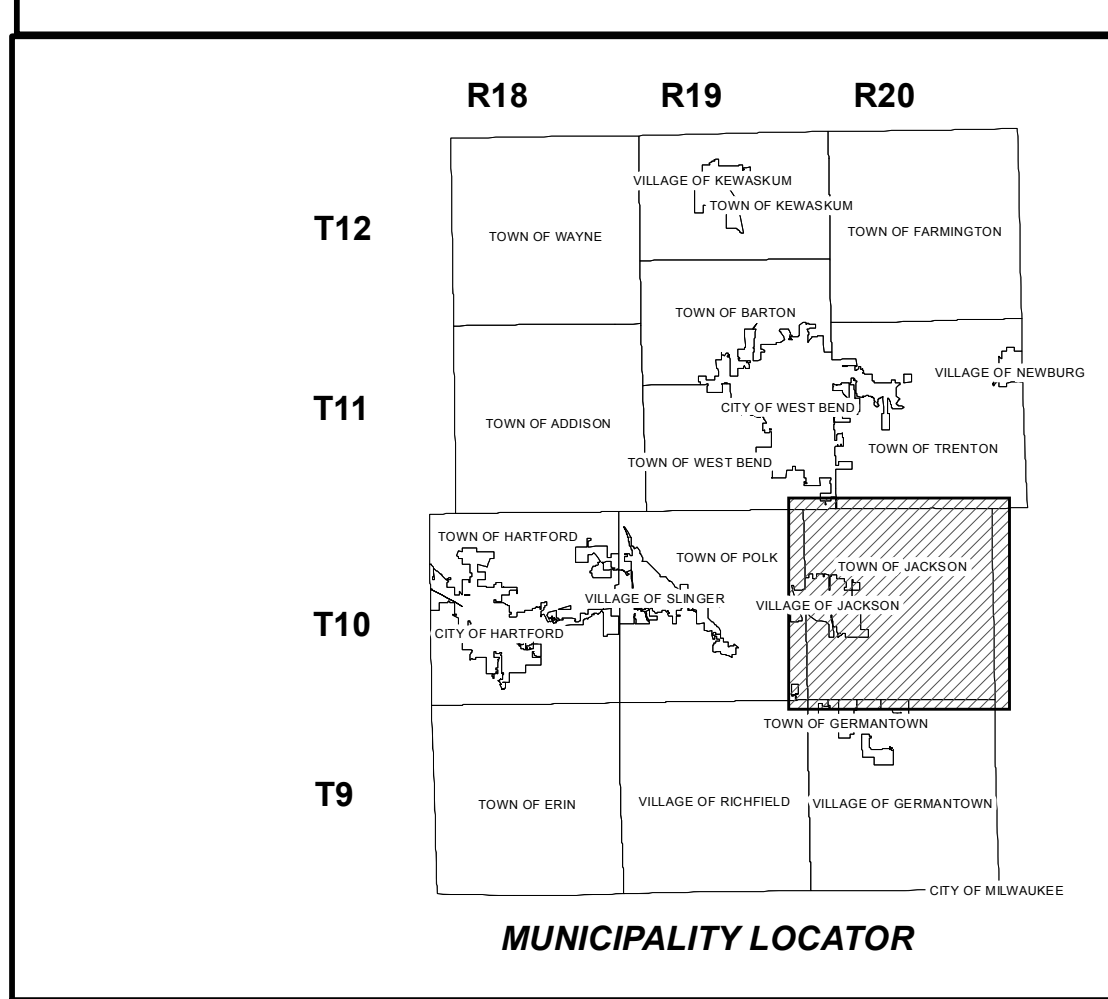 R18 R19 R20
T12
VILLAGE OF KEWASKUM
TOWN OF KEWASKUM
TOWN OF WAYNE
TOWN OF FARMINGTON
TOWN OF BARTON
VILLAGE OF NEWBURG
T11
CITY OF WEST BEND
TOWN OF ADDISON
TOWN OF TRENTON
TOWN OF WEST BEND
TOWN OF HARTFORD
TOWN OF POLK
TOWN OF JACKSON
VILLAGE OF SLINGER
VILLAGE OF JACKSON
T10
CITY OF HARTFORD
TOWN OF GERMANTOWN
T9
TOWN OF ERIN
VILLAGE OF RICHFIELD
VILLAGE OF GERMANTOWN
CITY OF MILWAUKEE
MUNICIPALITY LOCATOR